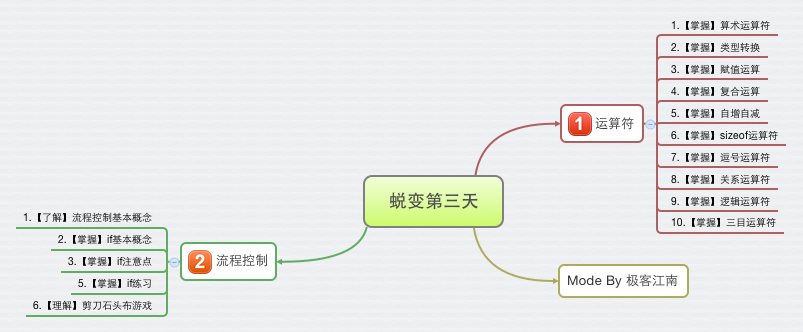 蜕变第三天
1
运算符
1.【掌握】算术运算符
2.【掌握】类型转换
3.【掌握】赋值运算
4.【掌握】复合运算
5.【掌握】自增自减
6.【掌握】sizeof运算符
7.【掌握】逗号运算符
8.【掌握】关系运算符
9.【掌握】逻辑运算符
10.【掌握】三目运算符
2
流程控制
1.【了解】流程控制基本概念
2.【掌握】if基本概念
3.【掌握】if注意点
5.【掌握】if练习
6.【理解】剪刀石头布游戏
Mode By 极客江南